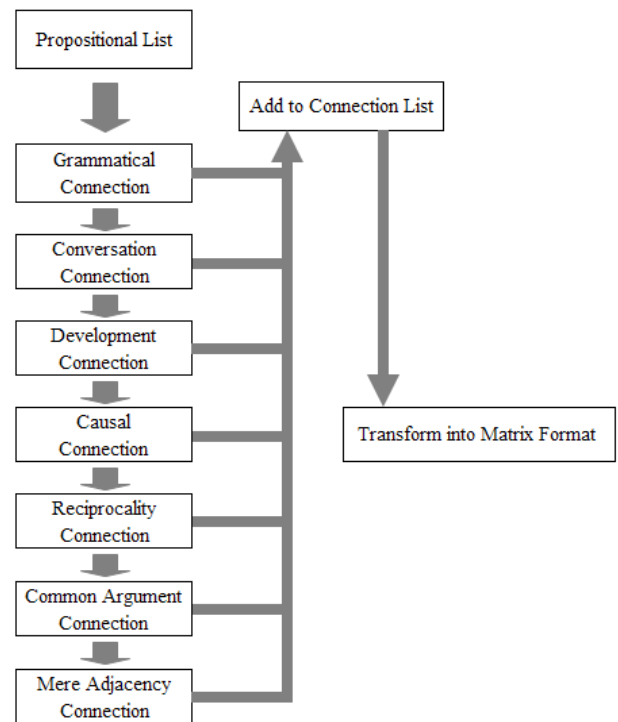 Propositional List
Add to Connection List
Grammatical
Connection
Conversation
Connection
Development
Connection
Causal
Connection
Transform into Matrix Format
Reciprocality
Connection
Common Argument
Connection
Mere Adjacency
Connection